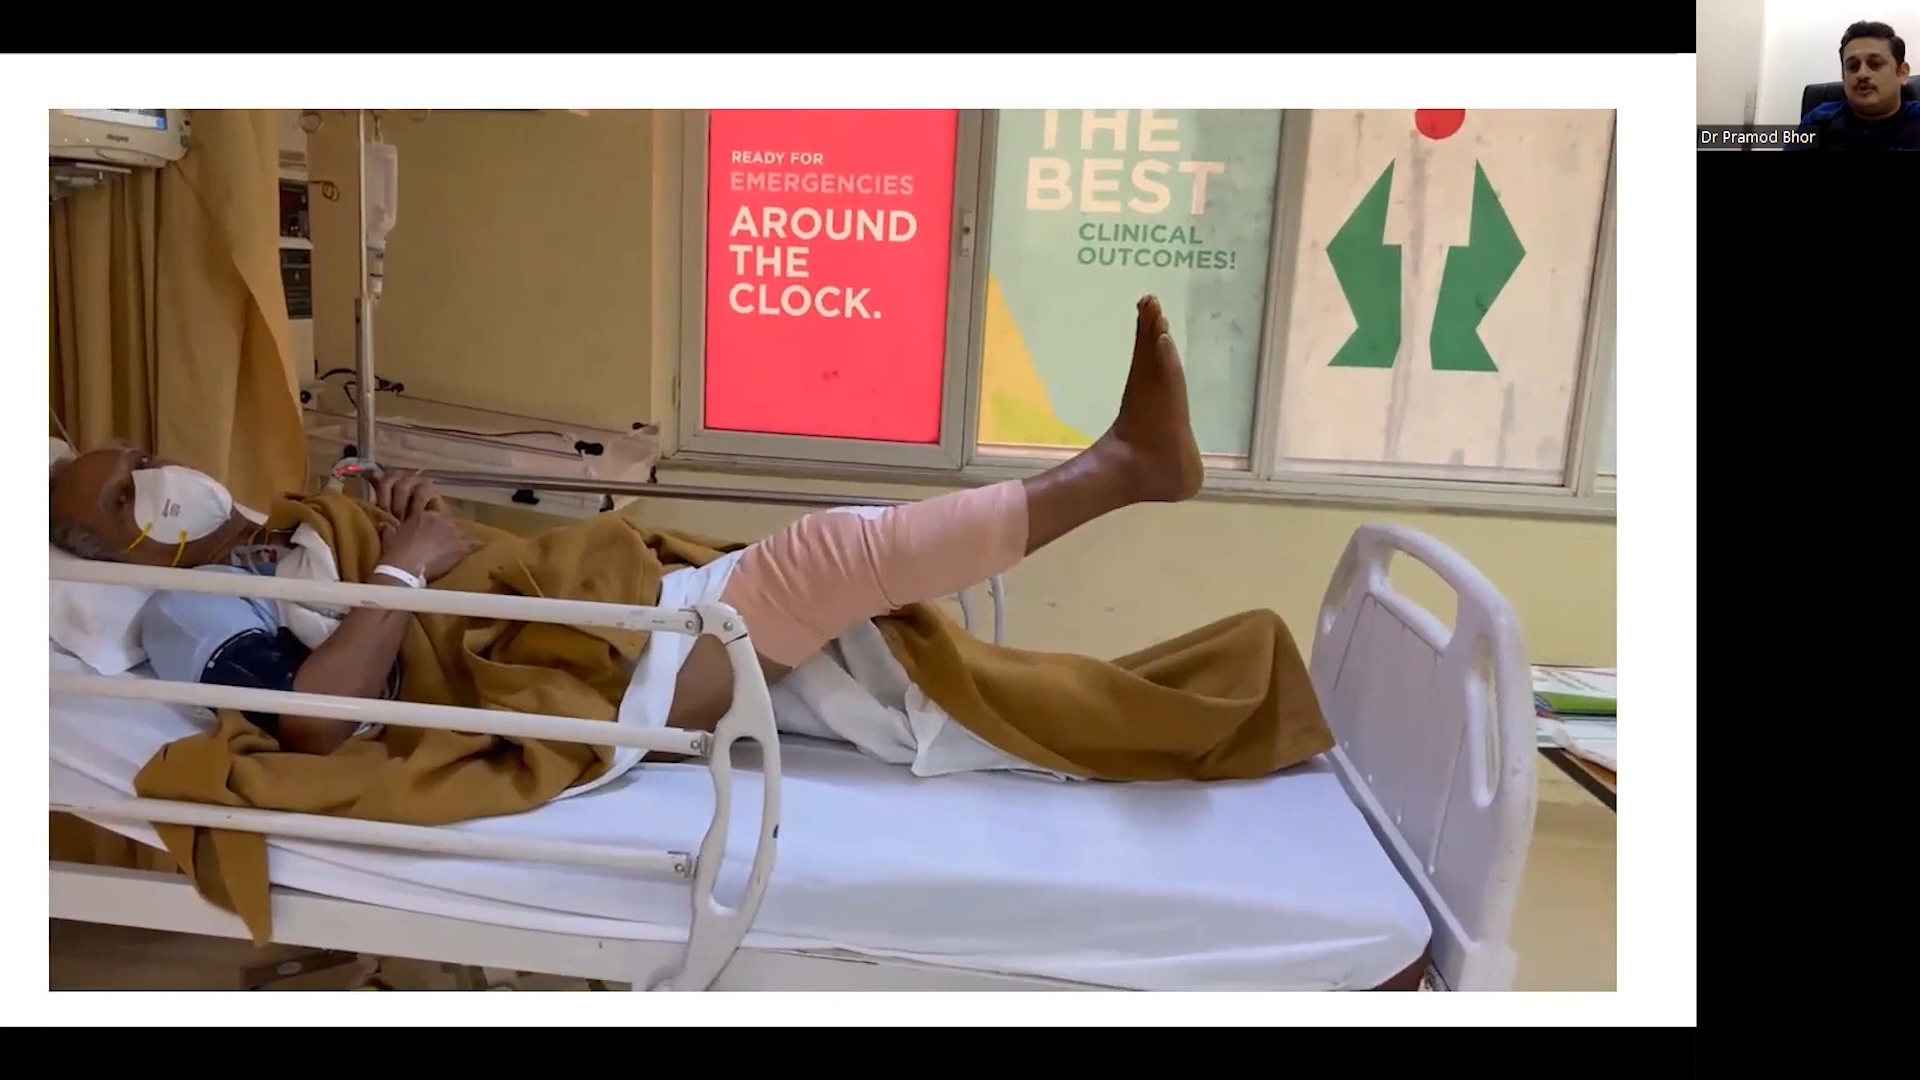 READY FOR
EMERGENCIES
AROUND
THE
CLOCK.
THE
BEST
CLINICAL
OUTCOMES!
Dr Pramod Bhor